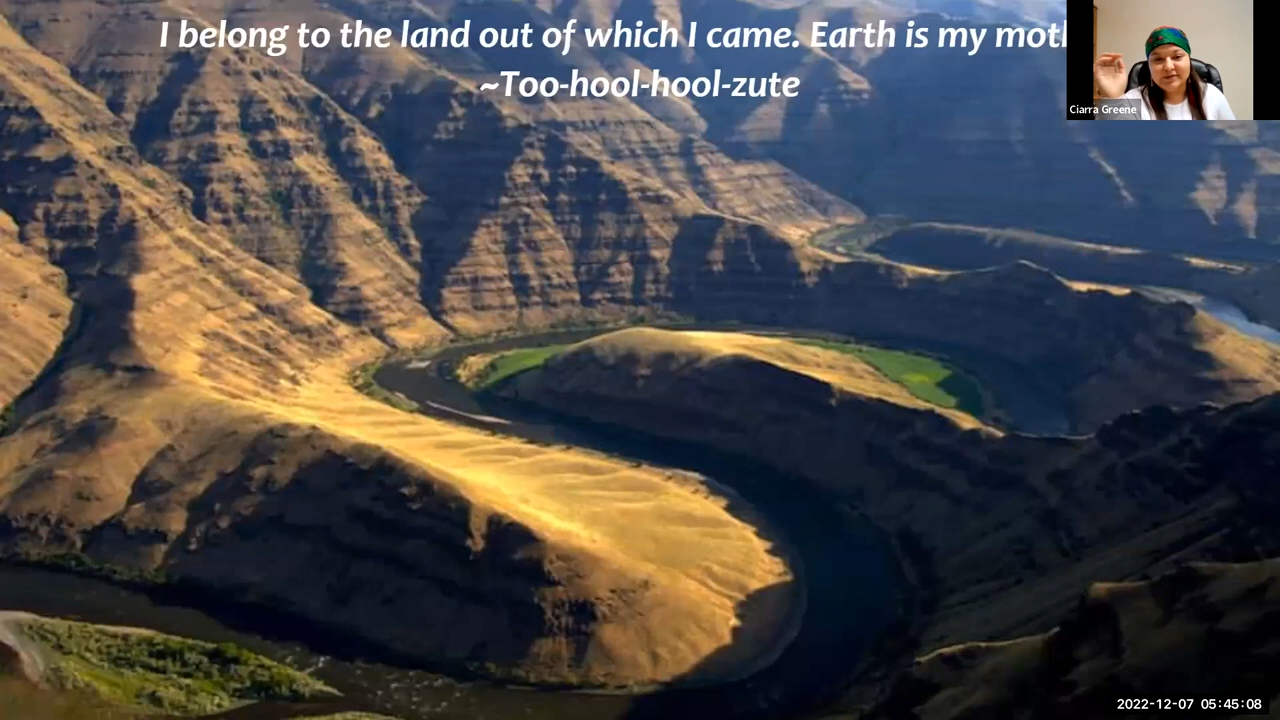 I belong to the land out of which I came. Earth is my
~Too-hool-hool-zute
Ciarra Greene
2022-12-07 05:45:08